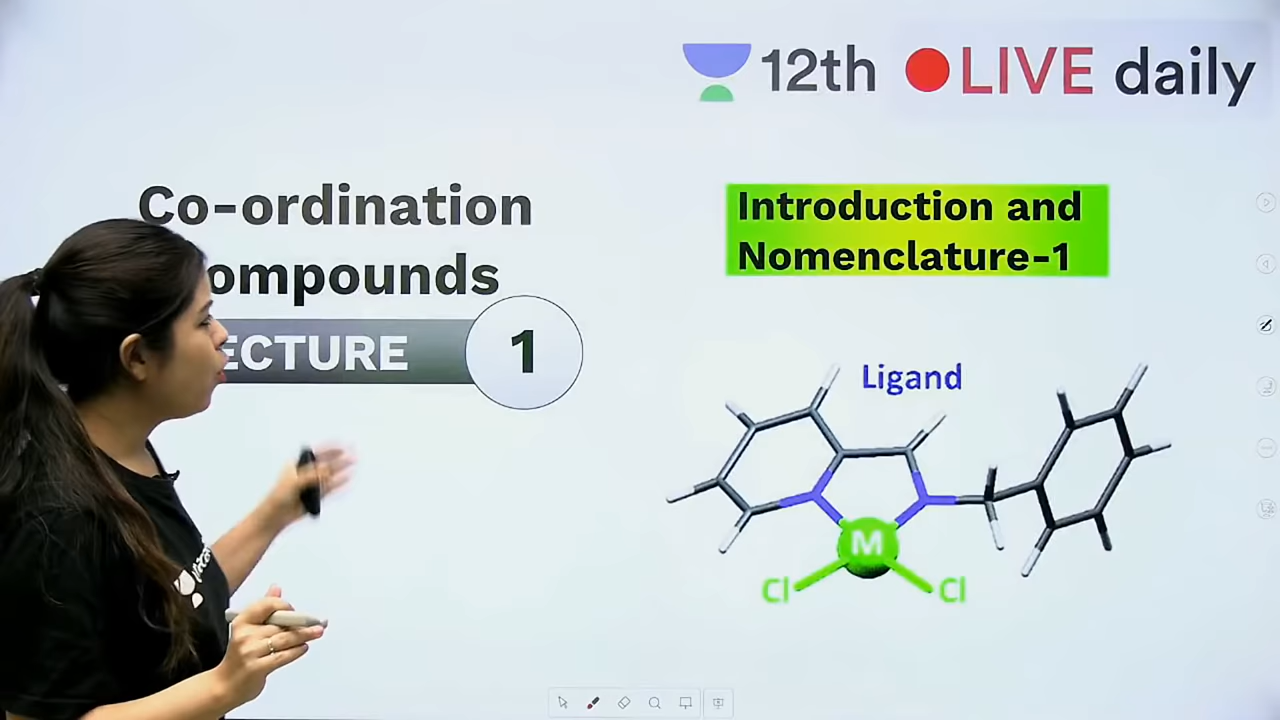 12th LIVE daily
Co-ordination
ompounds
ECTURE 1
Introduction and
Nomenclature-1
Ligand
M
Cl
Cl